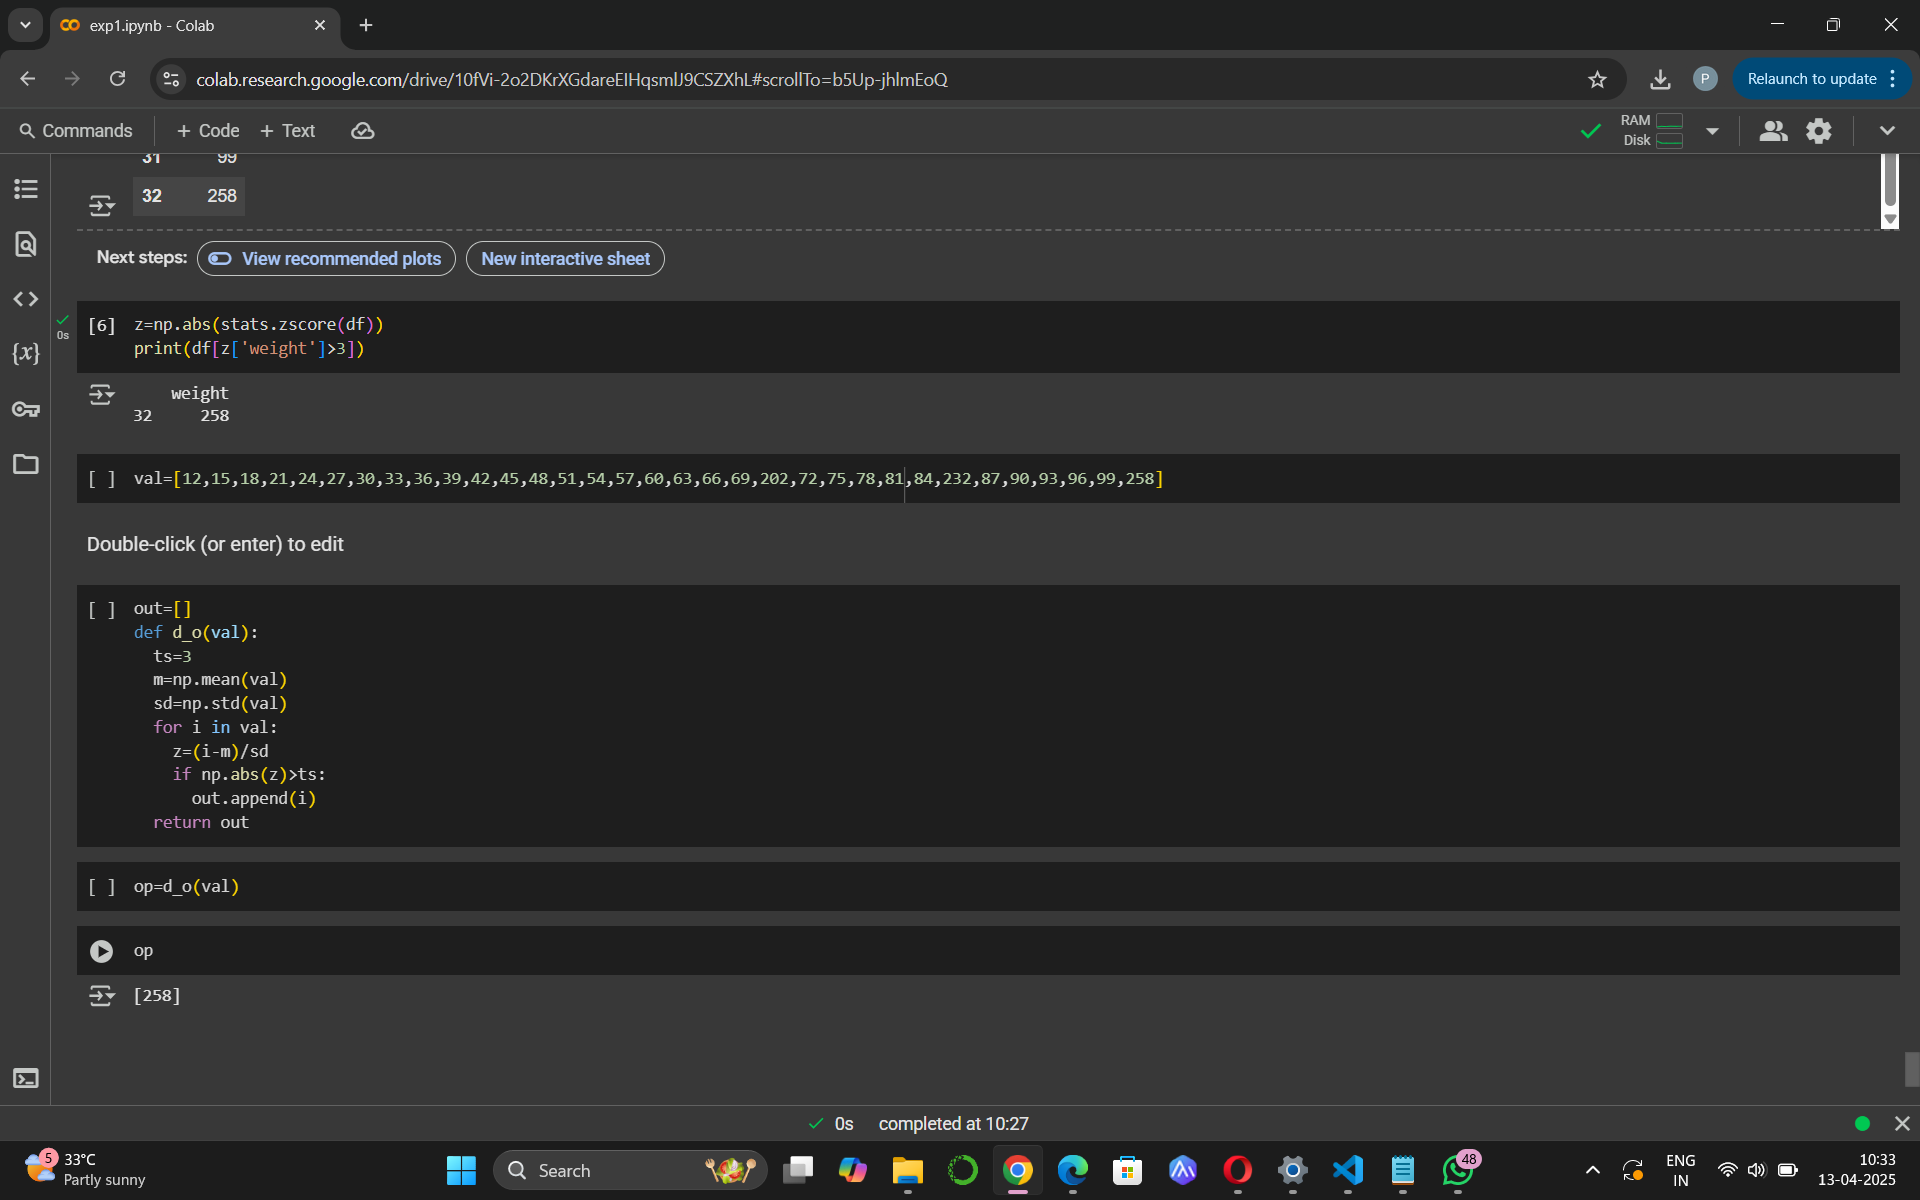 exp1.ipynb - Colab
colab.research.google.com/drive/10fVi-2o2DKrXGdareEIHqsmlJ9CSZXhL#scrollTo=b5Up-jhlmEoQ
P
Relaunch to update
Commands
+ Code + Text
RAM
Disk
31 99
32 258
Next steps: View recommended plots New interactive sheet
[6] z=np.abs(stats.zscore(df))
print(df[z['weight']>3])
0s
weight
32 258
[ ] val=[12,15,18,21,24,27,30,33,36,39,42,45,48,51,54,57,60,63,66,69,202,72,75,78,81,84,232,87,90,93,96,99,258]
Double-click (or enter) to edit
[ ] out=[]
def d_o(val):
ts=3
m=np.mean(val)
sd=np.std(val)
for i in val:
z=(i-m)/sd
if np.abs(z)>ts:
out.append(i)
return out
[ ] op=d_o(val)
op
[258]
0s completed at 10:27
5
33°C
Partly sunny
Search
48
ENG
IN
10:33
13-04-2025